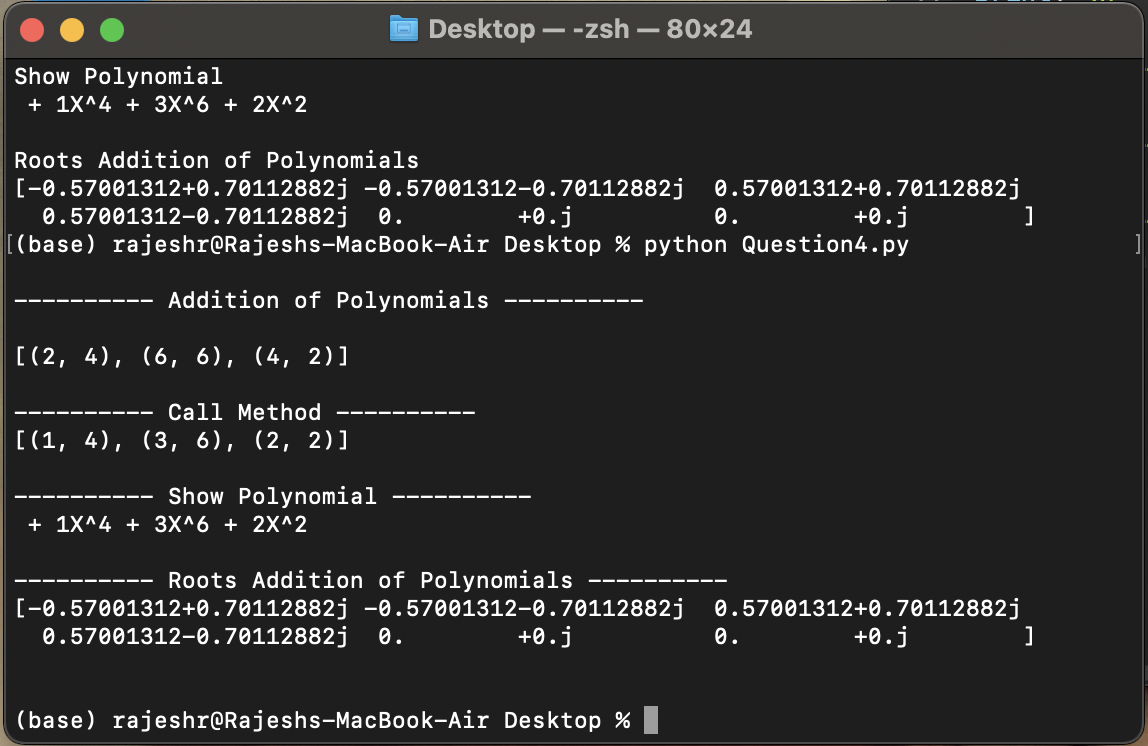 Desktop — -zsh — 80×24
Show Polynomial
 + 1X^4 + 3X^6 + 2X^2
Roots Addition of Polynomials
[-0.57001312+0.70112882j -0.57001312-0.70112882j  0.57001312+0.70112882j
  0.57001312-0.70112882j  0.        +0.j          0.        +0.j        ]
[(base) rajeshr@Rajeshs-MacBook-Air Desktop % python Question4.py ]
---------- Addition of Polynomials ----------
[(2, 4), (6, 6), (4, 2)]
---------- Call Method ----------
[(1, 4), (3, 6), (2, 2)]
---------- Show Polynomial ----------
 + 1X^4 + 3X^6 + 2X^2
---------- Roots Addition of Polynomials ----------
[-0.57001312+0.70112882j -0.57001312-0.70112882j  0.57001312+0.70112882j
  0.57001312-0.70112882j  0.        +0.j          0.        +0.j        ]
(base) rajeshr@Rajeshs-MacBook-Air Desktop %